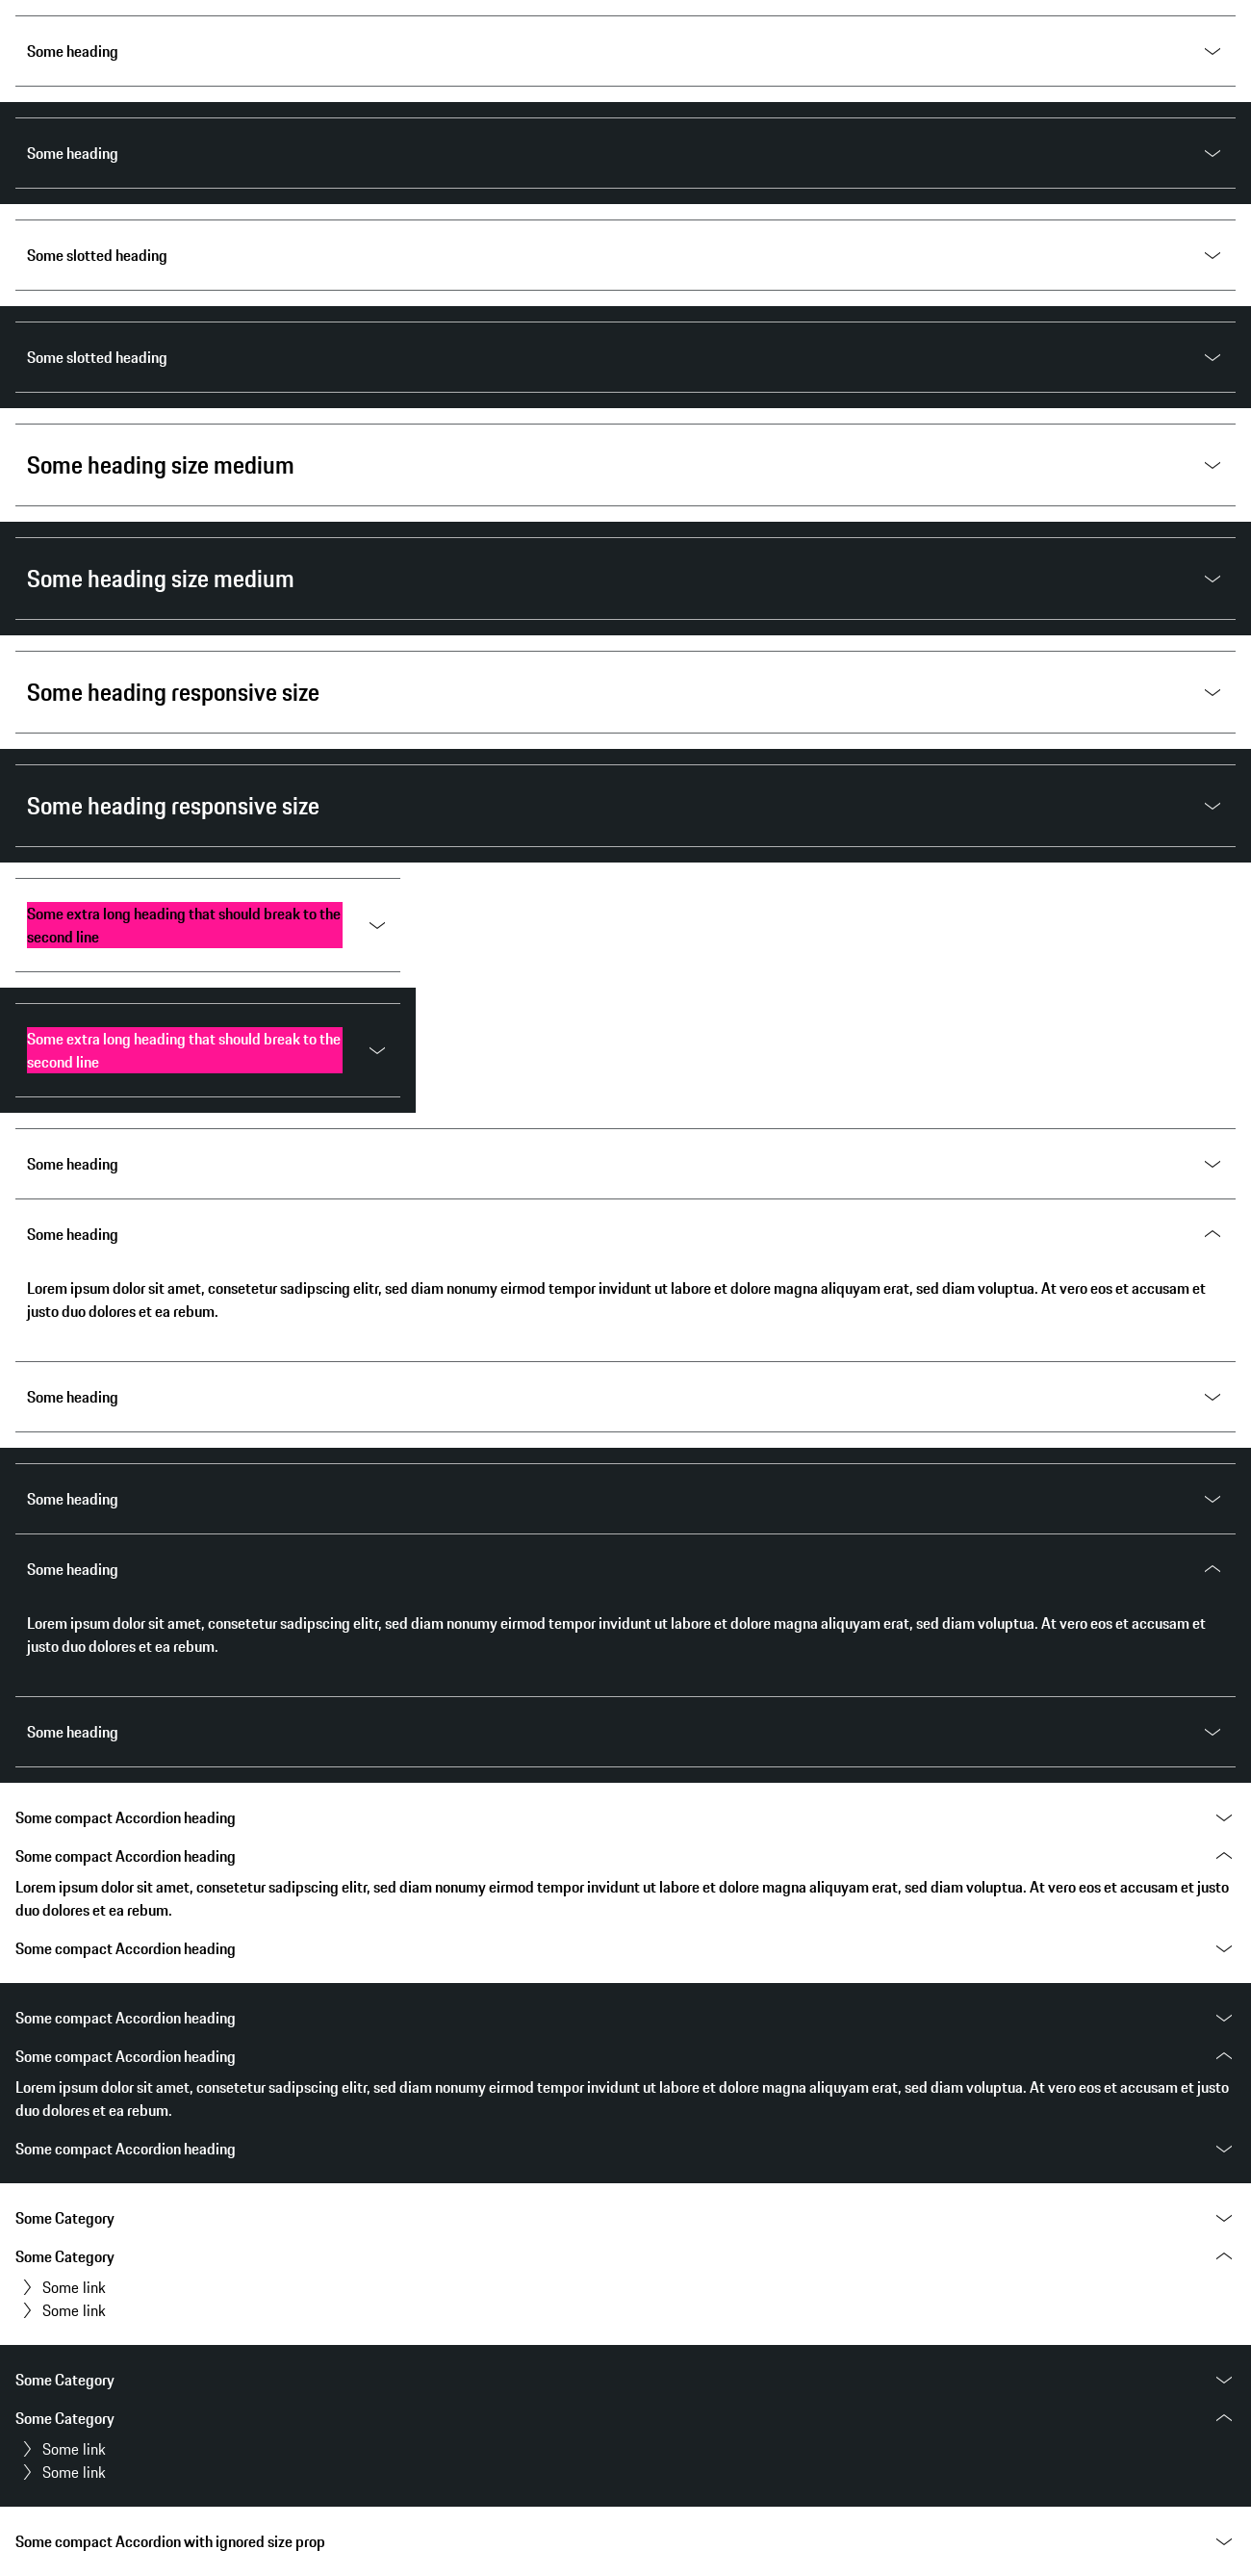 Some heading
Some heading
Some slotted heading
Some slotted heading
Some heading size medium
Some heading size medium
Some heading responsive size
Some heading responsive size
Some extra long heading that should break to the
second line
Some extra long heading that should break to the
second line
Some heading
Some heading
Lorem ipsum dolor sit amet, consetetur sadipscing elitr, sed diam nonumy eirmod tempor invidunt ut labore et dolore magna aliquyam erat, sed diam voluptua. At vero eos et accusam et
justo duo dolores et ea rebum.
Some heading
Some heading
Some heading
Lorem ipsum dolor sit amet, consetetur sadipscing elitr, sed diam nonumy eirmod tempor invidunt ut labore et dolore magna aliquyam erat, sed diam voluptua. At vero eos et accusam et
justo duo dolores et ea rebum.
Some heading
Some compact Accordion heading
Some compact Accordion heading
Lorem ipsum dolor sit amet, consetetur sadipscing elitr, sed diam nonumy eirmod tempor invidunt ut labore et dolore magna aliquyam erat, sed diam voluptua. At vero eos et accusam et justo
duo dolores et ea rebum.
Some compact Accordion heading
Some compact Accordion heading
Some compact Accordion heading
Lorem ipsum dolor sit amet, consetetur sadipscing elitr, sed diam nonumy eirmod tempor invidunt ut labore et dolore magna aliquyam erat, sed diam voluptua. At vero eos et accusam et justo
duo dolores et ea rebum.
Some compact Accordion heading
Some Category
Some Category
Some link
Some link
Some Category
Some Category
Some link
Some link
Some compact Accordion with ignored size prop